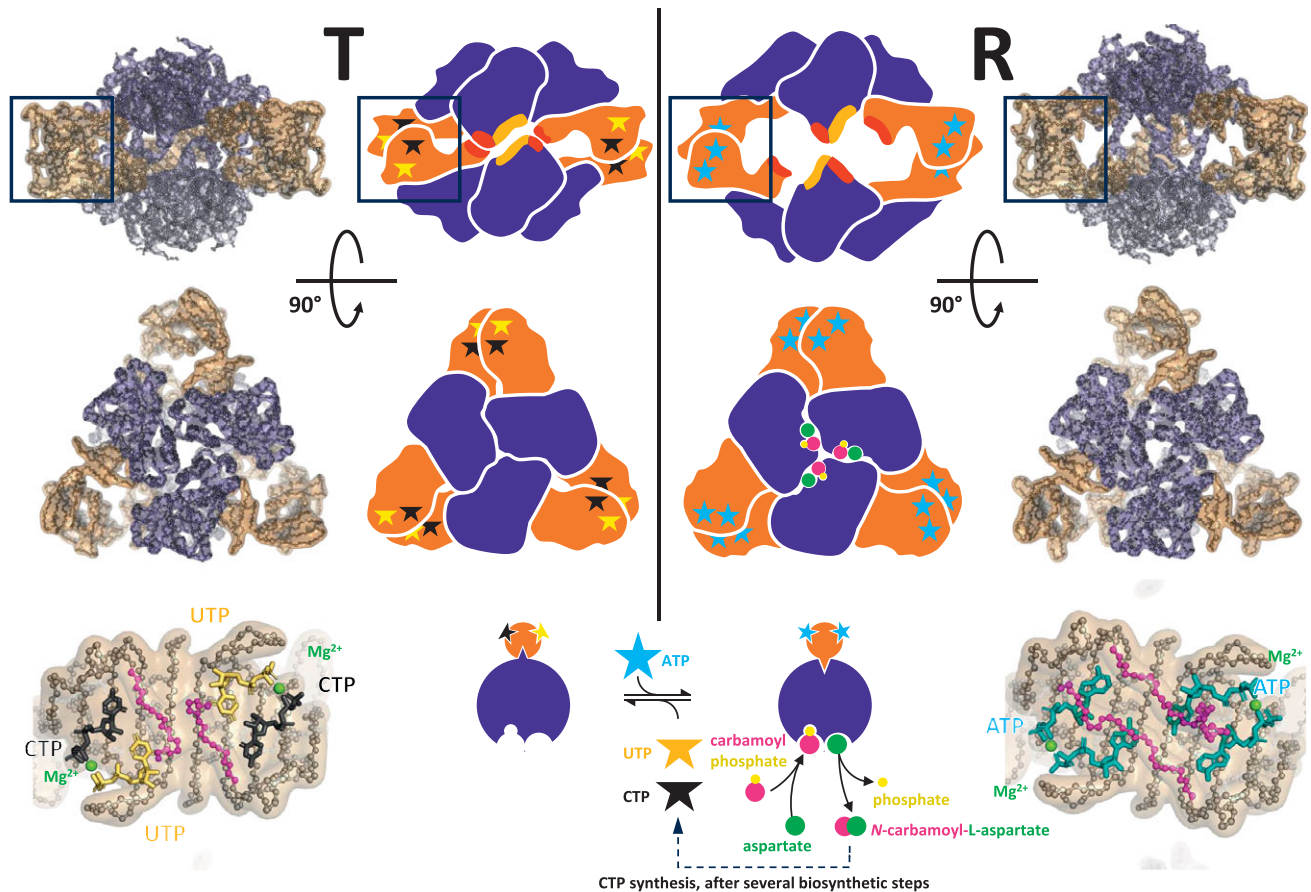 T
R
90°
90°
UTP
Mg²⁺
CTP
CTP
Mg²⁺
UTP
ATP
UTP
CTP
carbamoyl
phosphate
aspartate
phosphate
N-carbamoyl-L-aspartate
CTP synthesis, after several biosynthetic steps
Mg²⁺
ATP
ATP
Mg²⁺